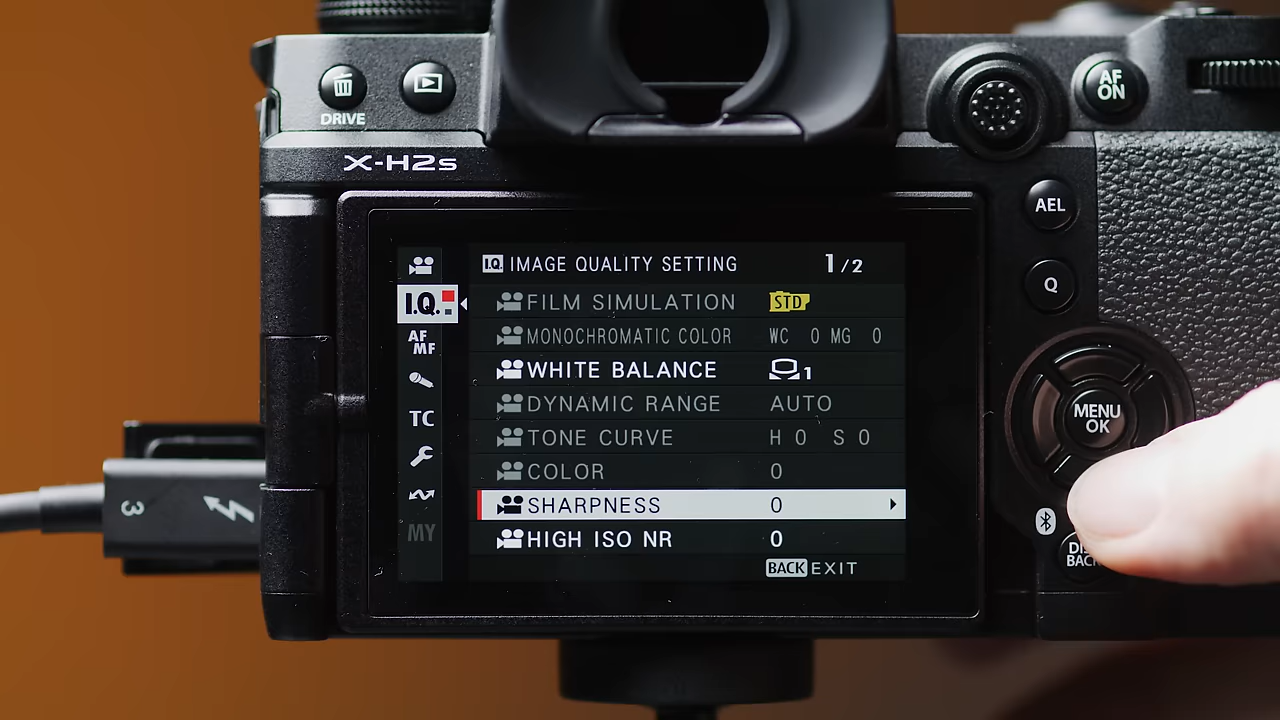 DRIVE
AF
ON
X-H2S
AEL
Q
I.Q. IMAGE QUALITY SETTING 1/2
I.Q.
FILM SIMULATION STD
AF
MF
MONOCHROMATIC COLOR WC 0 MG 0
WHITE BALANCE 1
DYNAMIC RANGE AUTO
TC
TONE CURVE H 0 S 0
COLOR 0
SHARPNESS 0
MY
HIGH ISO NR 0
BACK EXIT
MENU
OK
BACK
3